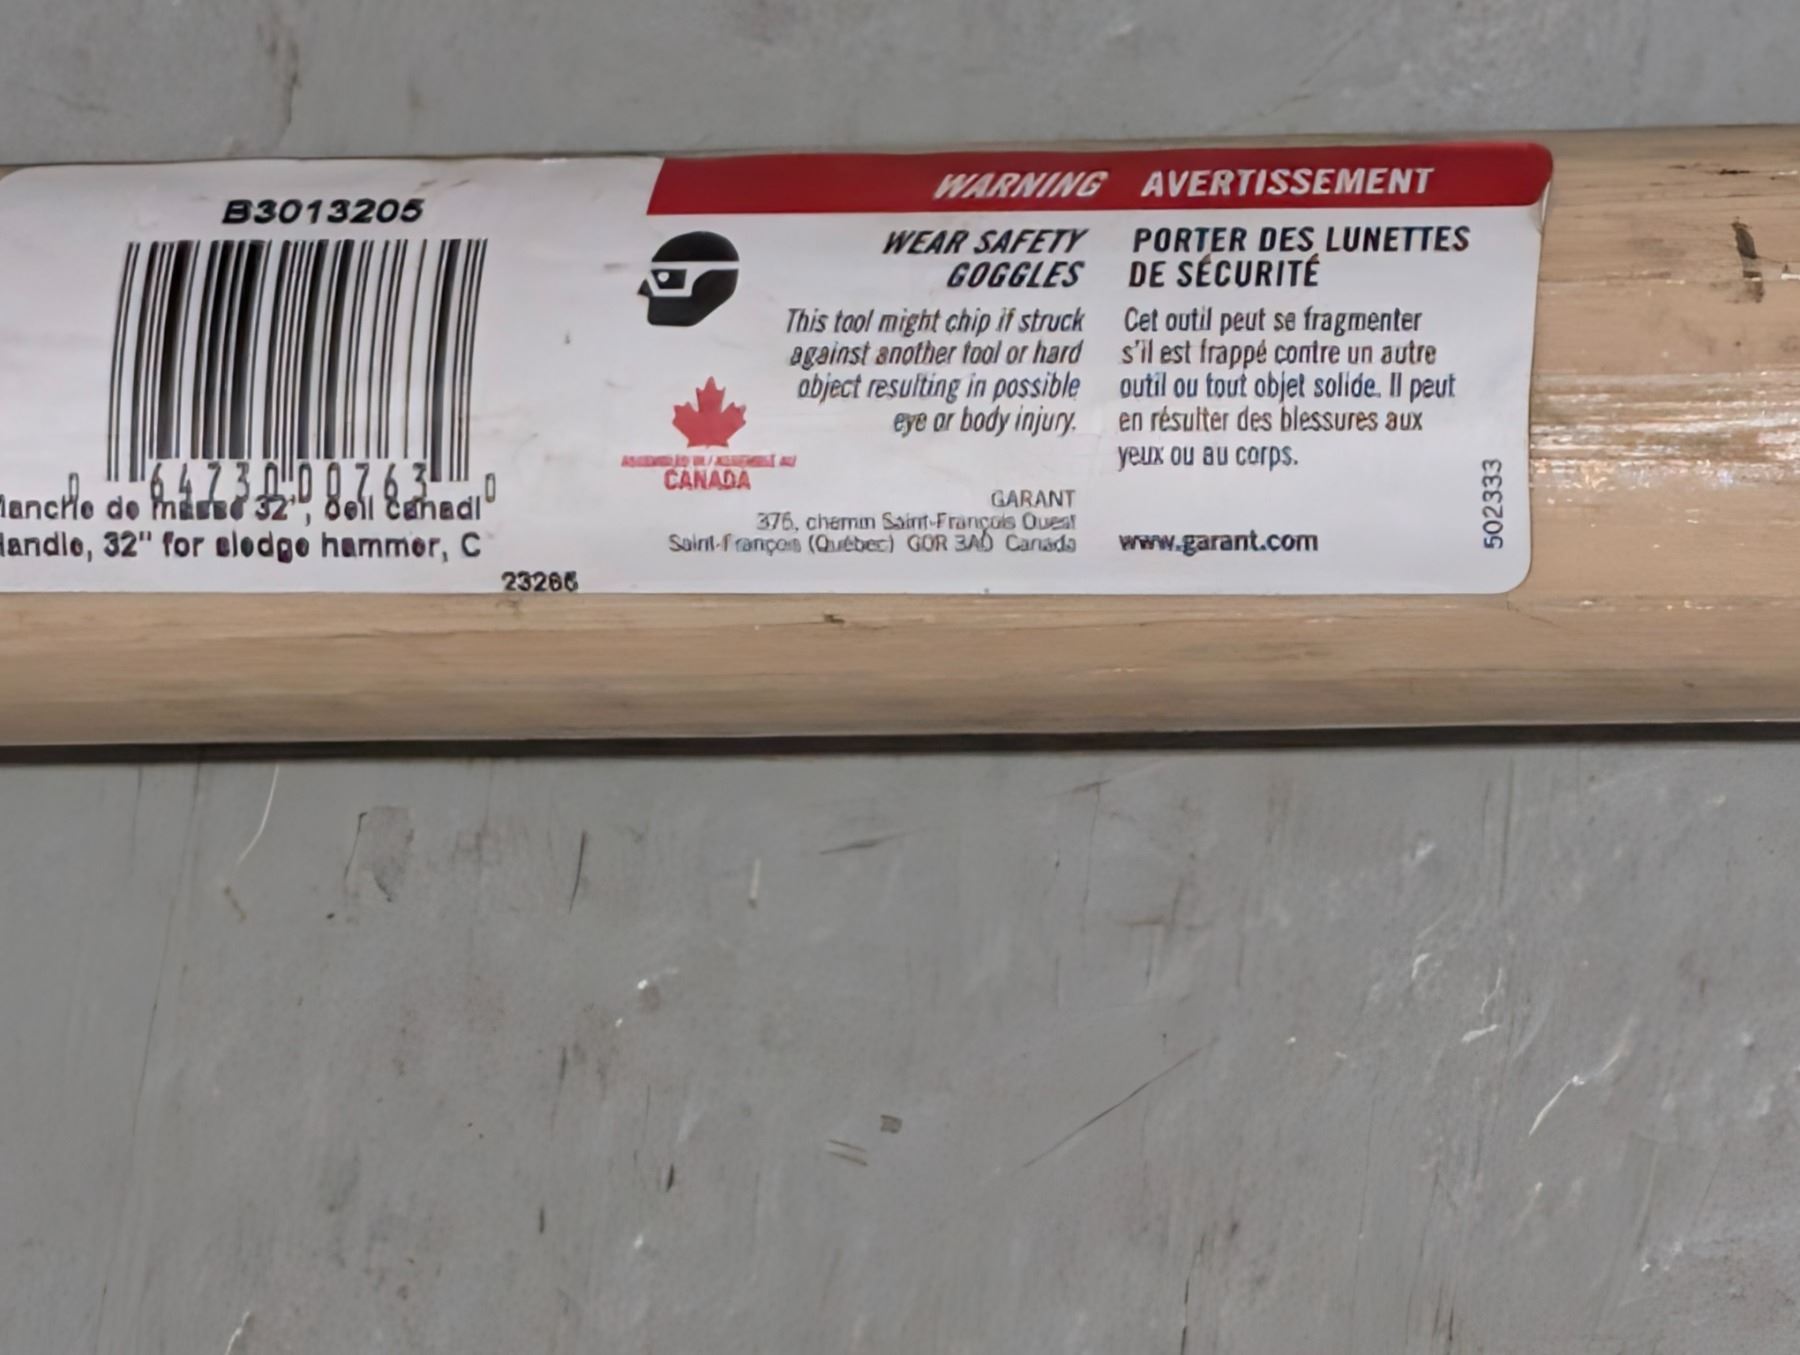 B3013205
0 64730 00763 0
Manche de masse 32",
Handle, 32" for sledge hammer, C
23266
CANADA
WARNING AVERTISSEMENT
WEAR SAFETY
GOGGLES
This tool might chip if struck
against another tool or hard
object resulting in possible
eye or body injury.
PORTER DES LUNETTES
DE SÉCURITÉ
Cet outil peut se fragmenter
s'il est frappé contre un autre
outil ou tout objet solide. Il peut
en résulter des blessures aux
yeux ou au corps.
GARANT
375, chemin Saint-François Ouest
Saint-François (Québec) G0R 3A0 Canada
www.garant.com
502333